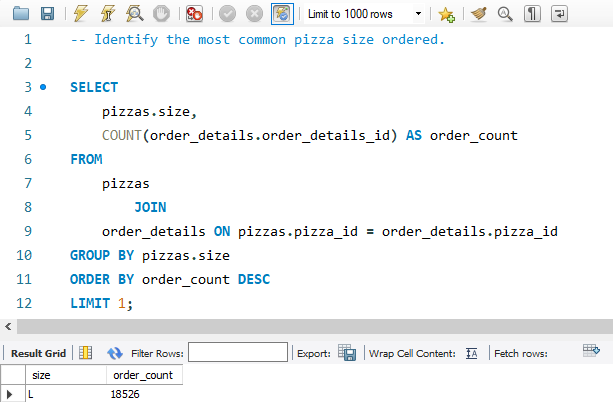 Limit to 1000 rows
1 -- Identify the most common pizza size ordered.
2
3 SELECT
4 pizzas.size,
5 COUNT(order_details.order_details_id) AS order_count
6 FROM
7 pizzas
8 JOIN
9 order_details ON pizzas.pizza_id = order_details.pizza_id
10 GROUP BY pizzas.size
11 ORDER BY order_count DESC
12 LIMIT 1;
Result Grid Filter Rows: Export: Wrap Cell Content: Fetch rows:
size order_count
L 18526